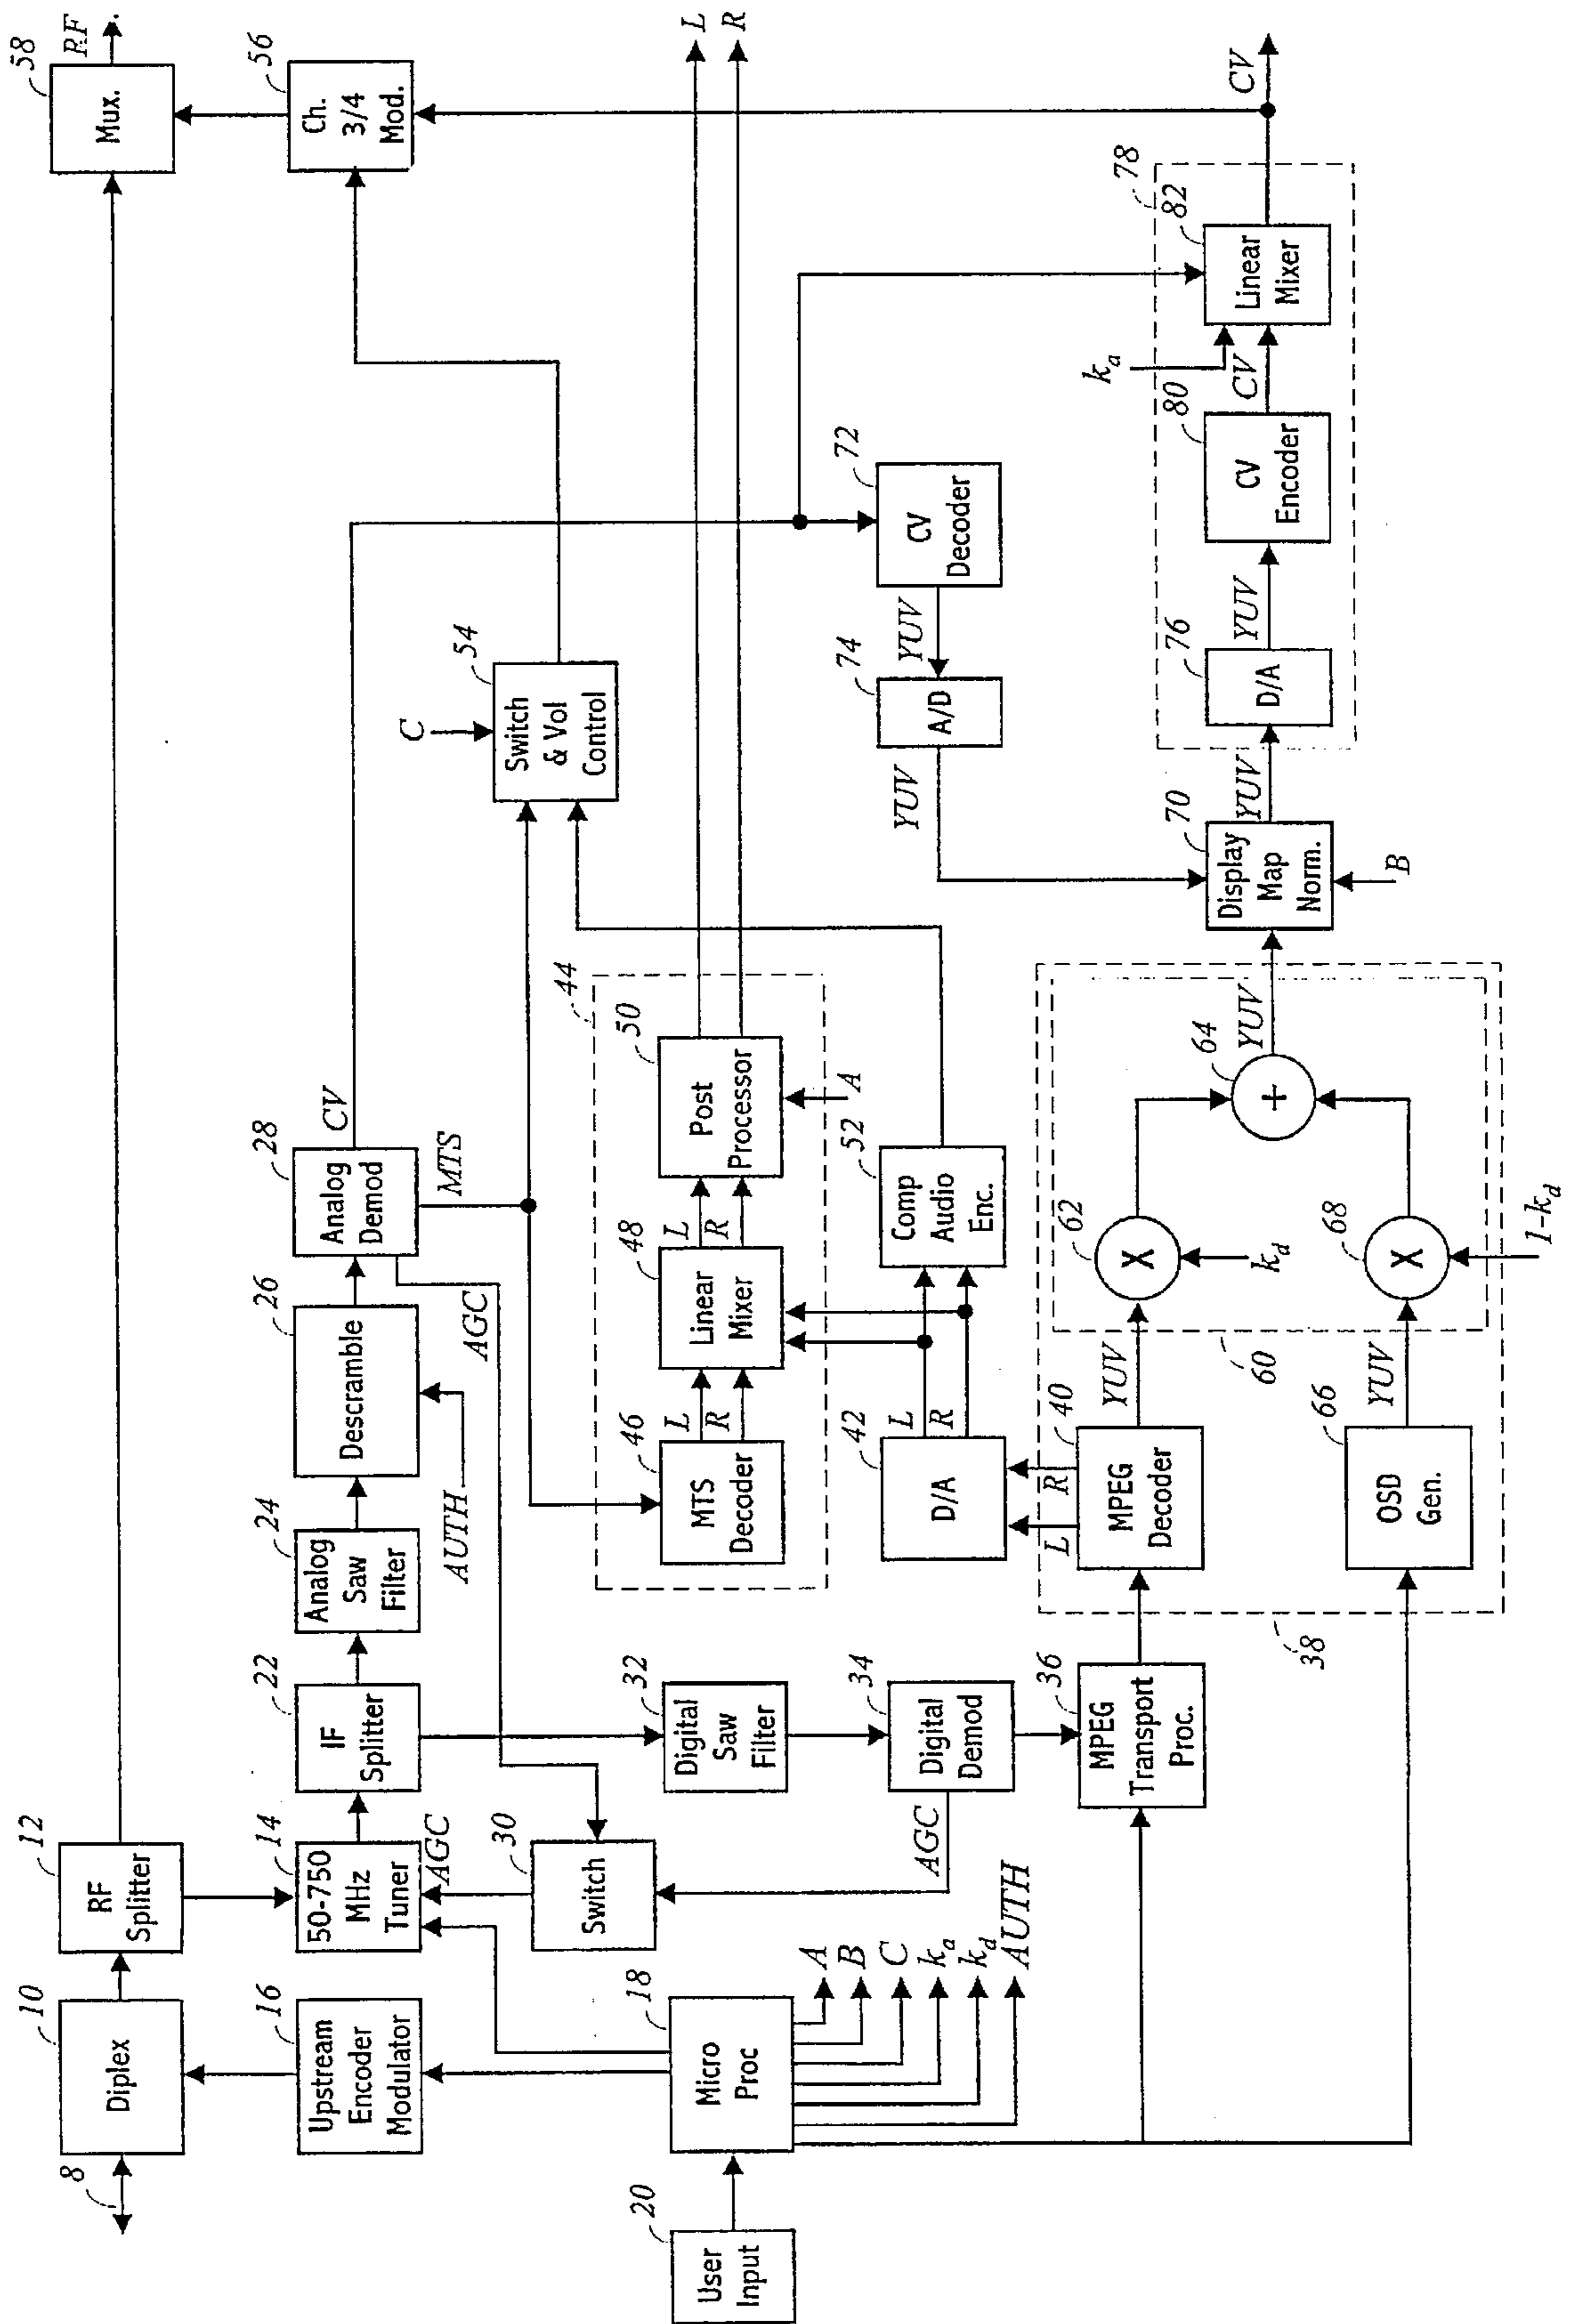 8
10
Diplex
12
RF
Splitter
58
Mux.
RF
16
Upstream
Encoder
Modulator
14
50-750
MHz
Tuner
AGC
22
IF
Splitter
24
Analog
Saw
Filter
26
Descramble
AUTH
28
Analog
Demod
CV
MTS
AGC
56
Ch.
3/4
Mod.
30
Switch
AGC
32
Digital
Saw
Filter
34
Digital
Demod
54
Switch
& Vol
Control
C
20
User
Input
18
Micro
Proc
A
B
C
ka
kd
AUTH
44
46
MTS
Decoder
L
R
48
Linear
Mixer
L
R
50
Post
Processor
A
L
R
42
D/A
L
R
52
Comp
Audio
Enc.
72
CV
Decoder
YUV
74
A/D
YUV
36
MPEG
Transport
Proc.
38
40
MPEG
Decoder
L
R
YUV
60
62
X
kd
64
+
YUV
66
OSD
Gen.
YUV
68
X
1-kd
70
Display
Map
Norm.
B
YUV
76
D/A
YUV
78
80
CV
Encoder
CV
ka
82
Linear
Mixer
CV